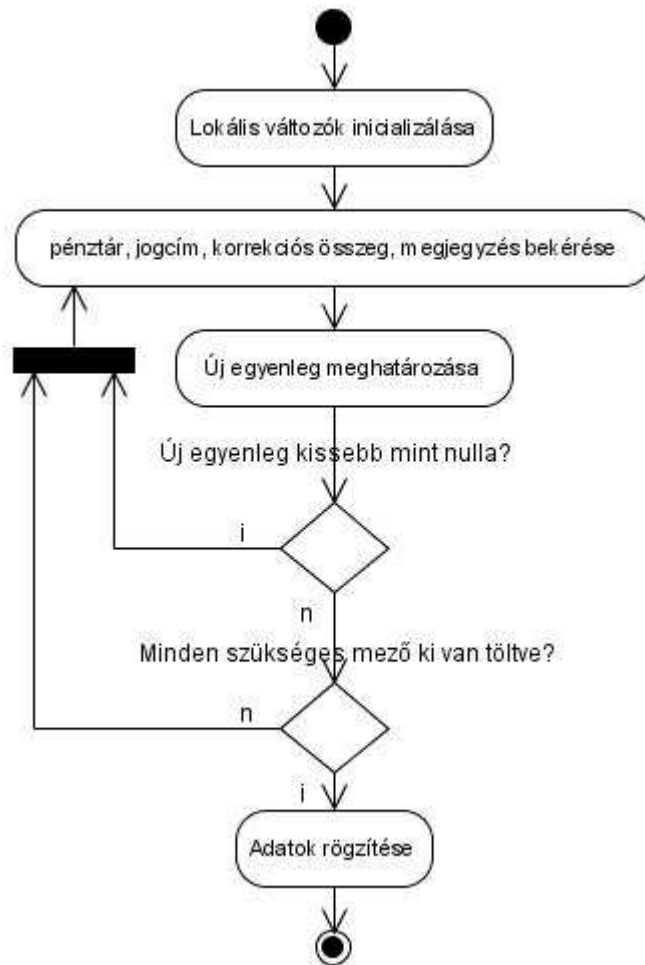 Lokális változók inicializálása
pénztár, jogcím, korrekciós összeg, megjegyzés bekérése
Új egyenleg meghatározása
Új egyenleg kissebb mint nulla?
i
n
Minden szükséges mező ki van töltve?
n
i
Adatok rögzítése